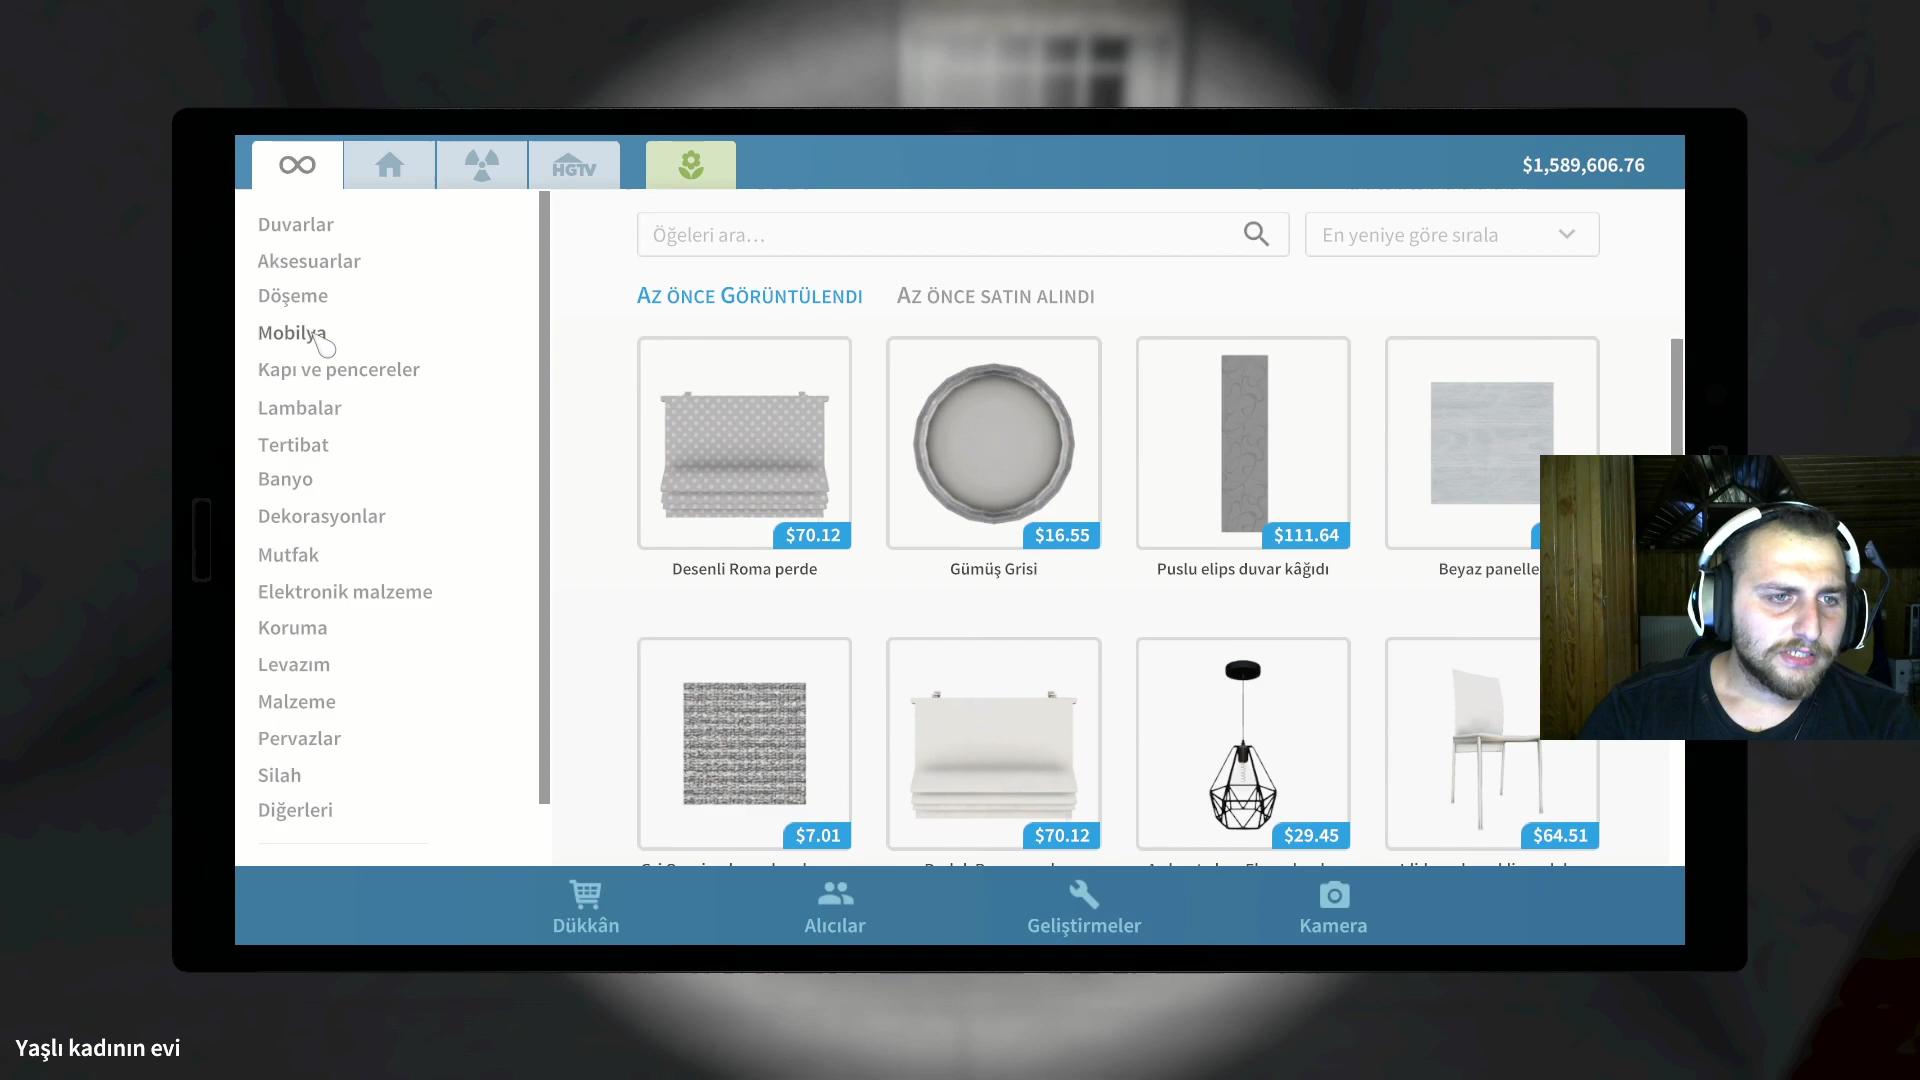 HGTV
$1,589,606.76
Duvarlar
Aksesuarlar
Döşeme
Mobilya
Kapı ve pencereler
Lambalar
Tertibat
Banyo
Dekorasyonlar
Mutfak
Elektronik malzeme
Koruma
Levazım
Malzeme
Pervazlar
Silah
Diğerleri
Öğeleri ara...
En yeniye göre sırala
AZ ÖNCE GÖRÜNTÜLENDI
AZ ÖNCE SATIN ALINDI
$70.12
$16.55
$111.64
Desenli Roma perde
Gümüş Grisi
Puslu elips duvar kâğıdı
Beyaz panelle
$7.01
$70.12
$29.45
$64.51
Dükkân
Alıcılar
Geliştirmeler
Kamera
Yaşlı kadının evi